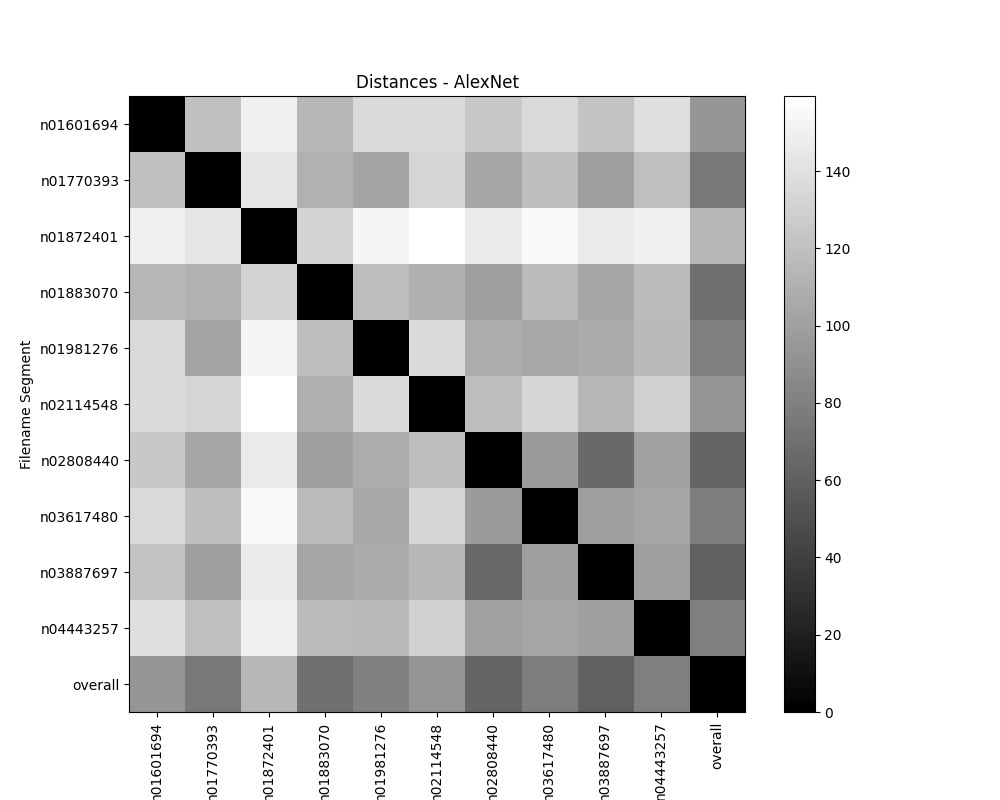 Distances - AlexNet
n01601694
n01770393
n01872401
n01883070
n01981276
n02114548
n02808440
n03617480
n03887697
n04443257
overall
Filename Segment
n01601694
n01770393
n01872401
n01883070
n01981276
n02114548
n02808440
n03617480
n03887697
n04443257
overall
140
120
100
80
60
40
20
0